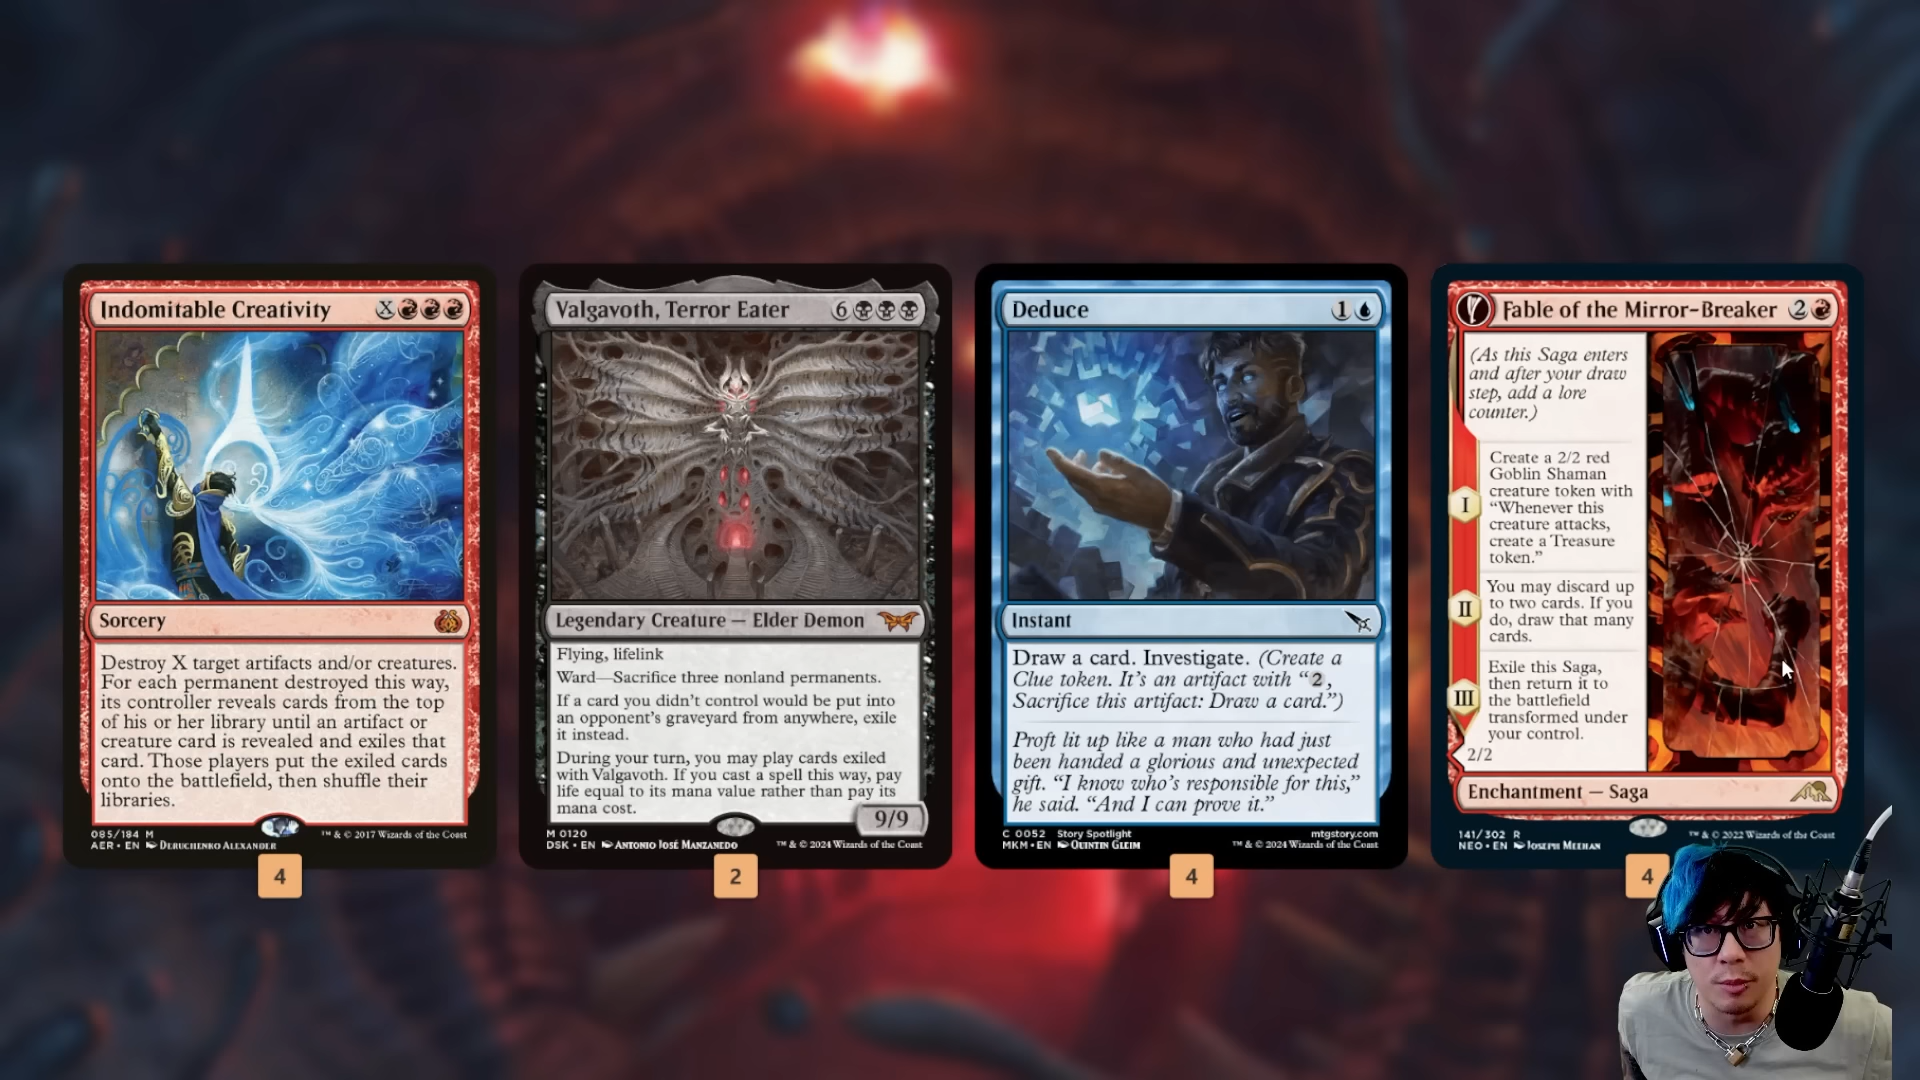 Indomitable Creativity X
Sorcery
Destroy X target artifacts and/or creatures.
For each permanent destroyed this way,
its controller reveals cards from the top
of his or her library until an artifact or
creature card is revealed and exiles that
card. Those players put the exiled cards
onto the battlefield, then shuffle their
libraries.
085/184 M
AER • EN DERUCHENKO ALEXANDER
™ & © 2017 Wizards of the Coast
4
Valgavoth, Terror Eater 6
Legendary Creature — Elder Demon
Flying, lifelink
Ward—Sacrifice three nonland permanents.
If a card you didn't control would be put into
an opponent's graveyard from anywhere, exile
it instead.
During your turn, you may play cards exiled
with Valgavoth. If you cast a spell this way, pay
life equal to its mana value rather than pay its
mana cost.
9/9
M 0120
DSK • EN ANTONIO JOSÉ MANZANEDO
™ & © 2024 Wizards of the Coast
2
Deduce 1
Instant
Draw a card. Investigate. (Create a
Clue token. It's an artifact with “2,
Sacrifice this artifact: Draw a card.”)
Proft lit up like a man who had just
been handed a glorious and unexpected
gift. “I know who's responsible for this,”
he said. “And I can prove it.”
C 0052 Story Spotlight
MKM • EN QUINTIN GLEIM
mtgstory.com
™ & © 2024 Wizards of the Coast
4
Fable of the Mirror-Breaker 2
(As this Saga enters
and after your draw
step, add a lore
counter.)
I
Create a 2/2 red
Goblin Shaman
creature token with
“Whenever this
creature attacks,
create a Treasure
token.”
II
You may discard up
to two cards. If you
do, draw that many
cards.
III
Exile this Saga,
then return it to
the battlefield
transformed under
your control.
2/2
Enchantment — Saga
141/302 R
NEO • EN JOSEPH MEEHAN
™ & © 2022 Wizards of the Coast
4